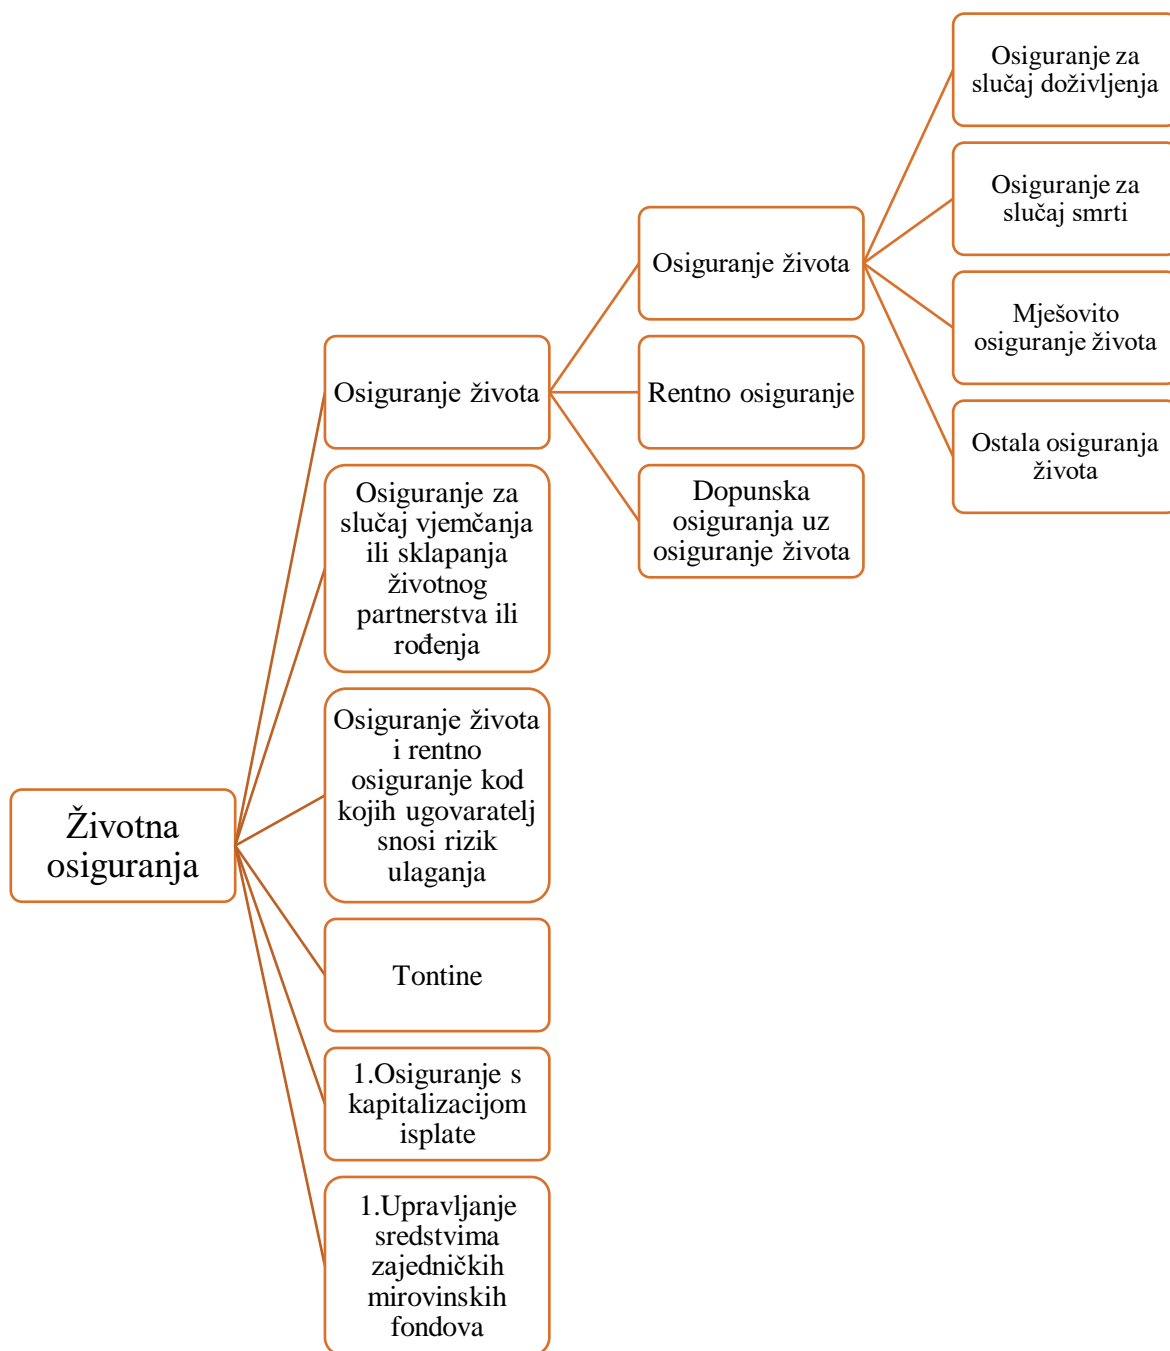 Životna
osiguranja
Osiguranje života
Osiguranje života
Osiguranje za
slučaj doživljenja
Osiguranje za
slučaj smrti
Mješovito
osiguranje života
Ostala osiguranja
života
Rentno osiguranje
Dopunska
osiguranja uz
osiguranje života
Osiguranje za
slučaj vjemčanja
ili sklapanja
životnog
partnerstva ili
rođenja
Osiguranje života
i rentno
osiguranje kod
kojih ugovaratelj
snosi rizik
ulaganja
Tontine
1.Osiguranje s
kapitalizacijom
isplate
1.Upravljanje
sredstvima
zajedničkih
mirovinskih
fondova